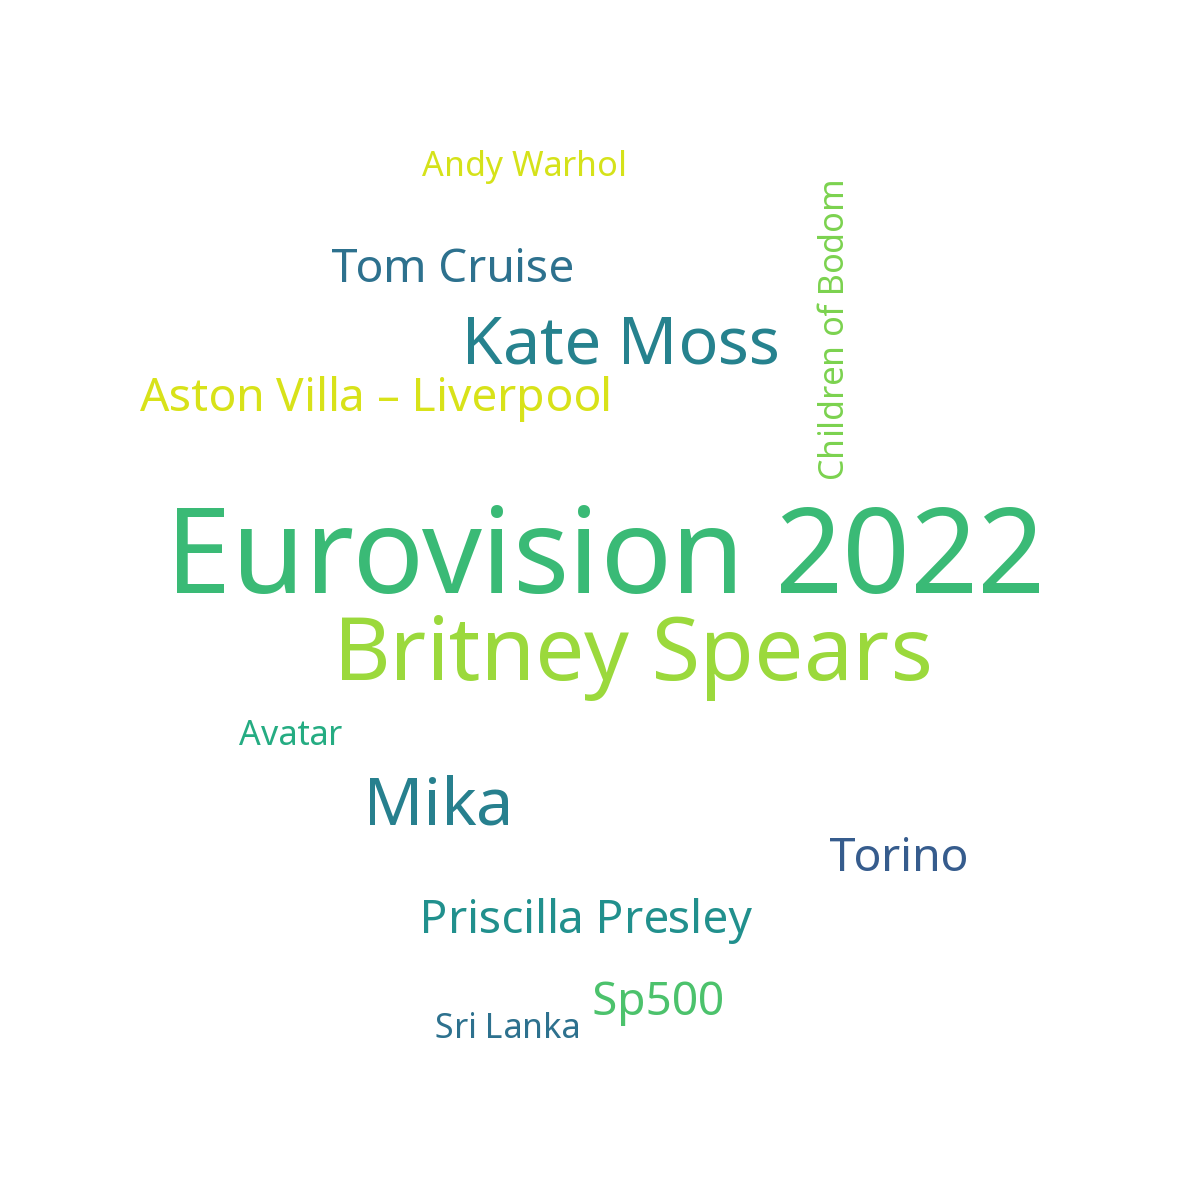 Andy Warhol
Children of Bodom
Tom Cruise
Kate Moss
Aston Villa – Liverpool
Eurovision 2022
Britney Spears
Avatar
Mika
Torino
Priscilla Presley
Sp500
Sri Lanka